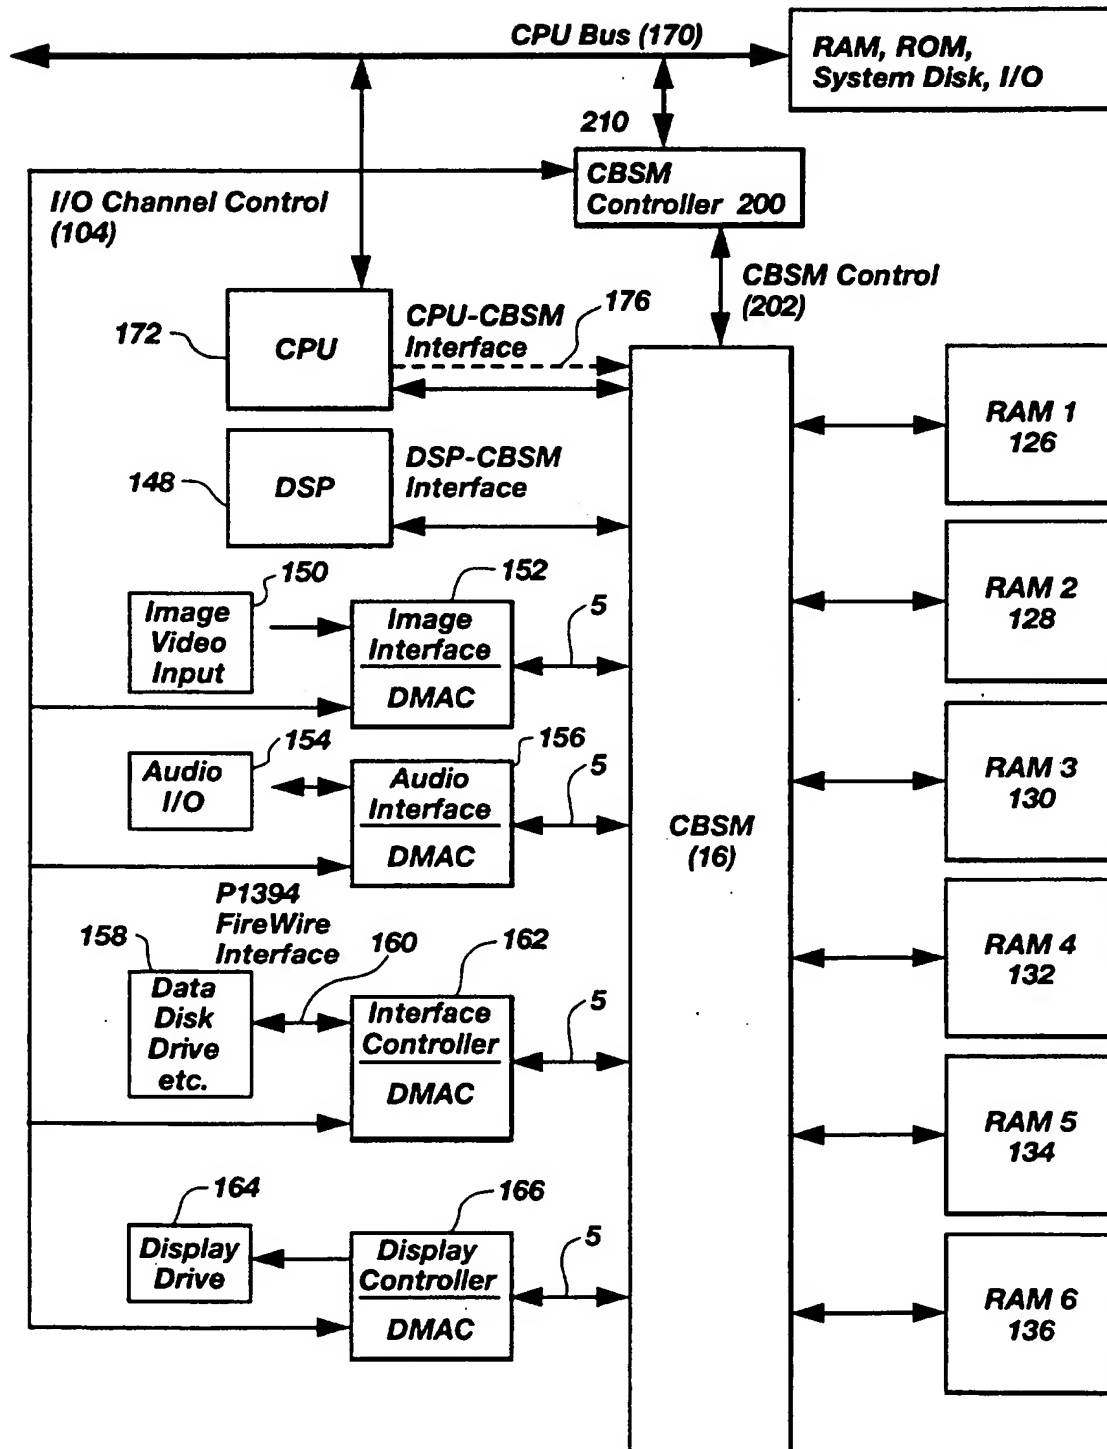 CPU Bus (170)
RAM, ROM,
System Disk, I/O
210
CBSM
Controller 200
I/O Channel Control
(104)
CBSM Control
(202)
176
CPU-CBSM
Interface
172
CPU
RAM 1
126
DSP-CBSM
Interface
148
DSP
RAM 2
128
150
152
5
Image
Video
Input
Image
Interface
DMAC
RAM 3
130
154
156
5
Audio
I/O
Audio
Interface
DMAC
CBSM
(16)
P1394
FireWire
Interface
158
160
162
5
Data
Disk
Drive
etc.
Interface
Controller
DMAC
RAM 4
132
RAM 5
134
164
166
5
Display
Drive
Display
Controller
DMAC
RAM 6
136